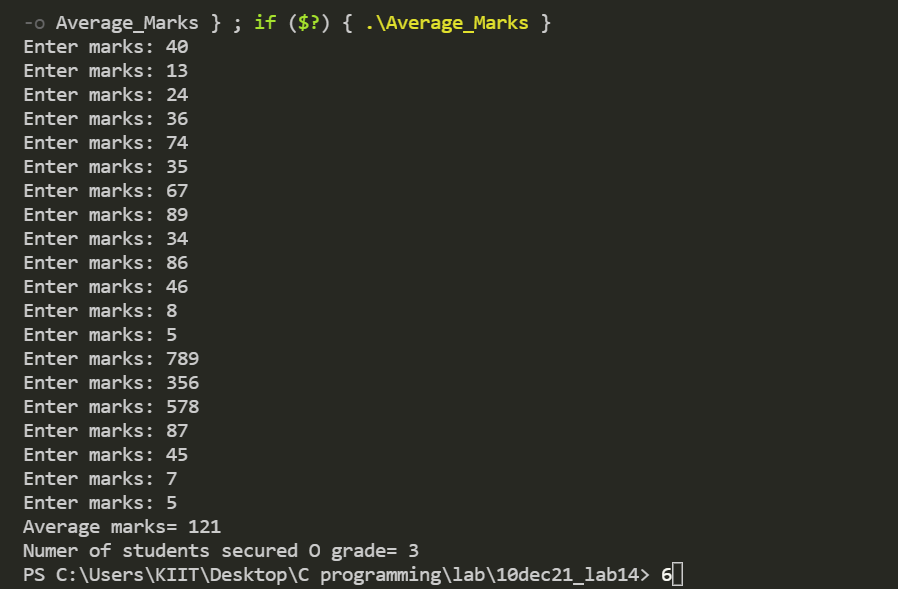 -o Average_Marks } ; if ($?) { .\Average_Marks }
Enter marks: 40
Enter marks: 13
Enter marks: 24
Enter marks: 36
Enter marks: 74
Enter marks: 35
Enter marks: 67
Enter marks: 89
Enter marks: 34
Enter marks: 86
Enter marks: 46
Enter marks: 8
Enter marks: 5
Enter marks: 789
Enter marks: 356
Enter marks: 578
Enter marks: 87
Enter marks: 45
Enter marks: 7
Enter marks: 5
Average marks= 121
Numer of students secured O grade= 3
PS C:\Users\KIIT\Desktop\C programming\lab\10dec21_lab14> 6